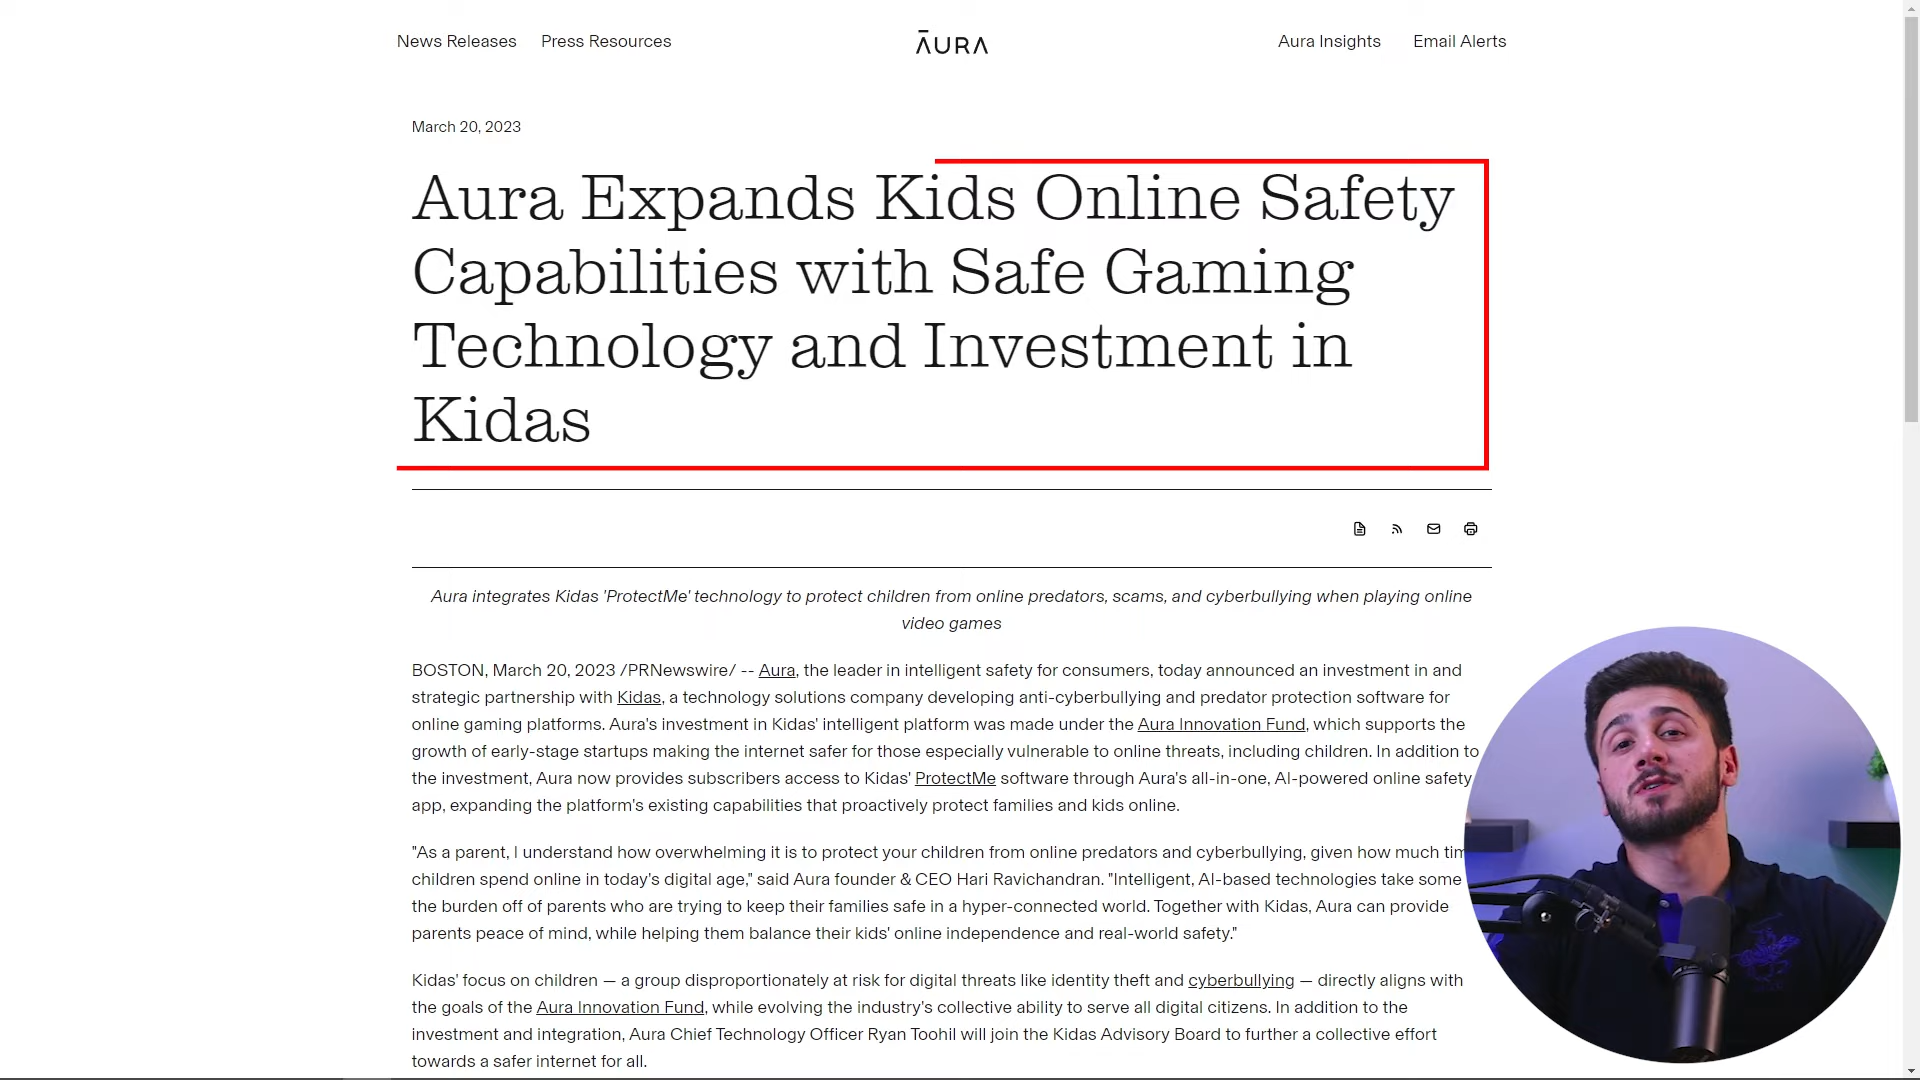 News Releases Press Resources ĀURA Aura Insights Email Alerts
March 20, 2023
Aura Expands Kids Online Safety
Capabilities with Safe Gaming
Technology and Investment in
Kidas
Aura integrates Kidas 'ProtectMe' technology to protect children from online predators, scams, and cyberbullying when playing online
video games
BOSTON, March 20, 2023 /PRNewswire/ -- Aura, the leader in intelligent safety for consumers, today announced an investment in and
strategic partnership with Kidas, a technology solutions company developing anti-cyberbullying and predator protection software for
online gaming platforms. Aura's investment in Kidas' intelligent platform was made under the Aura Innovation Fund, which supports the
growth of early-stage startups making the internet safer for those especially vulnerable to online threats, including children. In addition to
the investment, Aura now provides subscribers access to Kidas' ProtectMe software through Aura's all-in-one, AI-powered online safety
app, expanding the platform's existing capabilities that proactively protect families and kids online.
"As a parent, I understand how overwhelming it is to protect your children from online predators and cyberbullying, given how much
children spend online in today's digital age," said Aura founder & CEO Hari Ravichandran. "Intelligent, AI-based technologies take some
the burden off of parents who are trying to keep their families safe in a hyper-connected world. Together with Kidas, Aura can provide
parents peace of mind, while helping them balance their kids' online independence and real-world safety."
Kidas' focus on children — a group disproportionately at risk for digital threats like identity theft and cyberbullying — directly aligns with
the goals of the Aura Innovation Fund, while evolving the industry's collective ability to serve all digital citizens. In addition to the
investment and integration, Aura Chief Technology Officer Ryan Toohil will join the Kidas Advisory Board to further a collective effort
towards a safer internet for all.